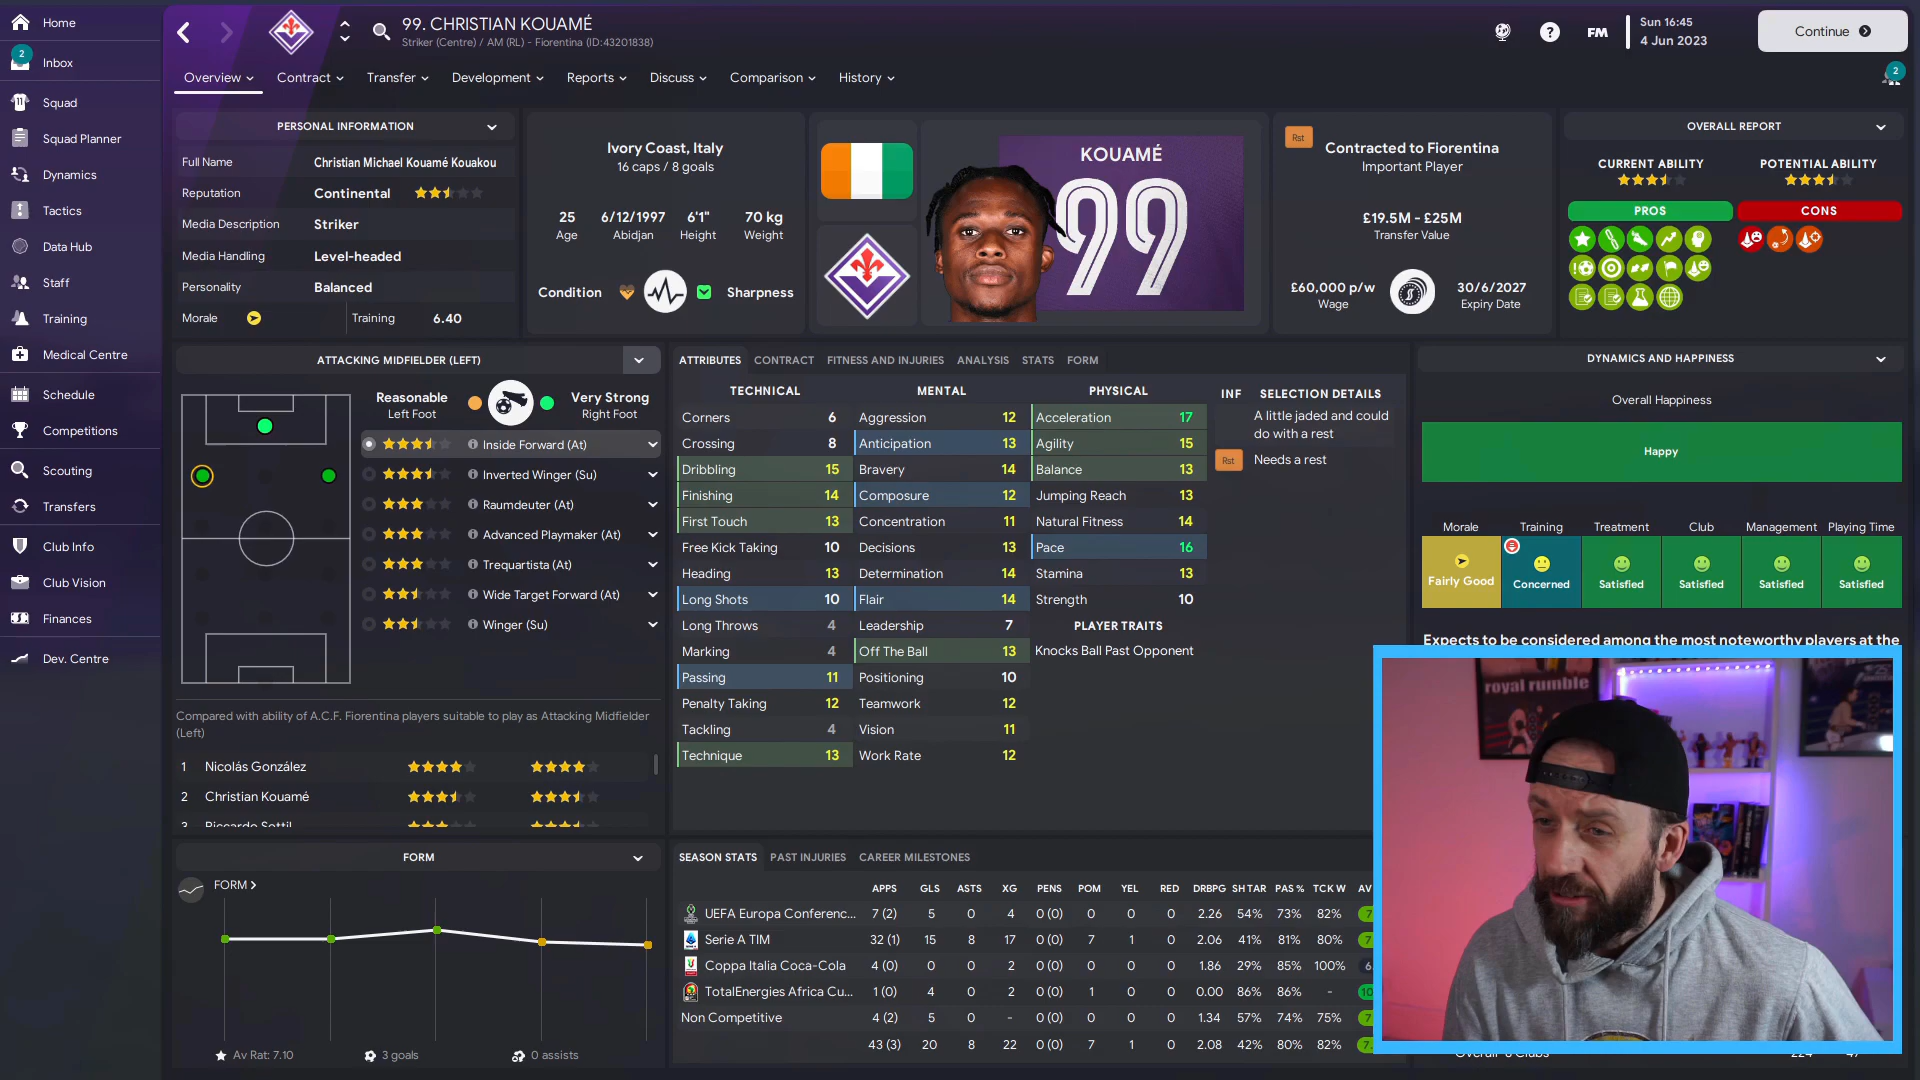 Home
2
Inbox
Squad
Squad Planner
Dynamics
Tactics
Data Hub
Staff
Training
Medical Centre
Schedule
Competitions
Scouting
Transfers
Club Info
Club Vision
Finances
Dev. Centre
99. CHRISTIAN KOUAMÉ
Striker (Centre) / AM (RL) - Fiorentina (ID:43201838)
? FM
Sun 16:45
4 Jun 2023
Continue
Overview Contract Transfer Development Reports Discuss Comparison History
2
PERSONAL INFORMATION
Full Name Christian Michael Kouamé Kouakou
Reputation Continental
Media Description Striker
Media Handling Level-headed
Personality Balanced
Morale Training 6.40
Ivory Coast, Italy
16 caps / 8 goals
25 6/12/1997 6'1" 70 kg
Age Abidjan Height Weight
Condition Sharpness
KOUAMÉ
99
Rst Contracted to Fiorentina
Important Player
£19.5M - £25M
Transfer Value
£60,000 p/w 30/6/2027
Wage Expiry Date
OVERALL REPORT
CURRENT ABILITY POTENTIAL ABILITY
PROS CONS
ATTACKING MIDFIELDER (LEFT)
Reasonable Very Strong
Left Foot Right Foot
Inside Forward (At)
Inverted Winger (Su)
Raumdeuter (At)
Advanced Playmaker (At)
Trequartista (At)
Wide Target Forward (At)
Winger (Su)
Compared with ability of A.C.F. Fiorentina players suitable to play as Attacking Midfielder
(Left)
1 Nicolás González
2 Christian Kouamé
3 Riccardo Sottil
ATTRIBUTES CONTRACT FITNESS AND INJURIES ANALYSIS STATS FORM
TECHNICAL MENTAL PHYSICAL
Corners 6 Aggression 12 Acceleration 17
Crossing 8 Anticipation 13 Agility 15
Dribbling 15 Bravery 14 Balance 13
Finishing 14 Composure 12 Jumping Reach 13
First Touch 13 Concentration 11 Natural Fitness 14
Free Kick Taking 10 Decisions 13 Pace 16
Heading 13 Determination 14 Stamina 13
Long Shots 10 Flair 14 Strength 10
Long Throws 4 Leadership 7 PLAYER TRAITS
Marking 4 Off The Ball 13 Knocks Ball Past Opponent
Passing 11 Positioning 10
Penalty Taking 12 Teamwork 12
Tackling 4 Vision 11
Technique 13 Work Rate 12
INF SELECTION DETAILS
A little jaded and could
do with a rest
Rst Needs a rest
DYNAMICS AND HAPPINESS
Overall Happiness
Happy
Morale Training Treatment Club Management Playing Time
Fairly Good Concerned Satisfied Satisfied Satisfied Satisfied
Expects to be considered among the most noteworthy players at the
royal rumble
FORM
FORM
Av Rat: 7.10 3 goals 0 assists
SEASON STATS PAST INJURIES CAREER MILESTONES
APPS GLS ASTS XG PENS POM YEL RED DRBPG SH TAR PAS % TCK W AV
UEFA Europa Conferenc... 7 (2) 5 0 4 0 (0) 0 0 0 2.26 54% 73% 82% 7
Serie A TIM 32 (1) 15 8 17 0 (0) 7 1 0 2.06 41% 81% 80% 7
Coppa Italia Coca-Cola 4 (0) 0 0 2 0 (0) 0 0 0 1.86 29% 85% 100% 6.
TotalEnergies Africa Cu... 1 (0) 4 0 2 0 (0) 1 0 0 0.00 86% 86% - 10
Non Competitive 4 (2) 5 0 - 0 (0) 0 0 0 1.34 57% 74% 75% 7
43 (3) 20 8 22 0 (0) 7 1 0 2.08 42% 80% 82% 7.